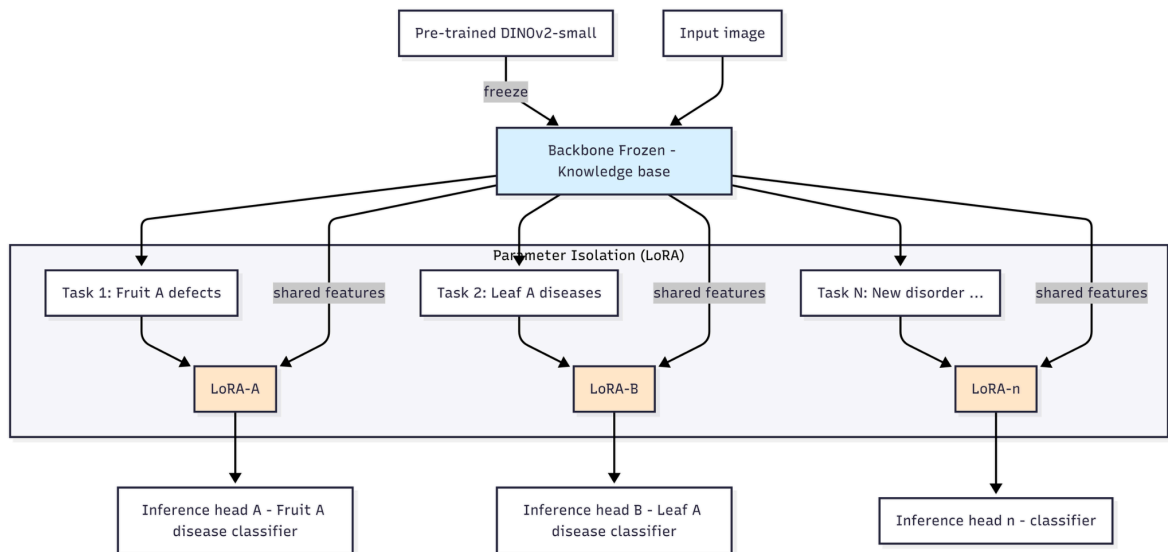 Pre-trained DINOv2-small
Input image
freeze
Backbone Frozen -
Knowledge base
Parameter Isolation (LoRA)
Task 1: Fruit A defects
shared features
Task 2: Leaf A diseases
shared features
Task N: New disorder ...
shared features
LoRA-A
LoRA-B
LoRA-n
Inference head A - Fruit A
disease classifier
Inference head B - Leaf A
disease classifier
Inference head n - classifier